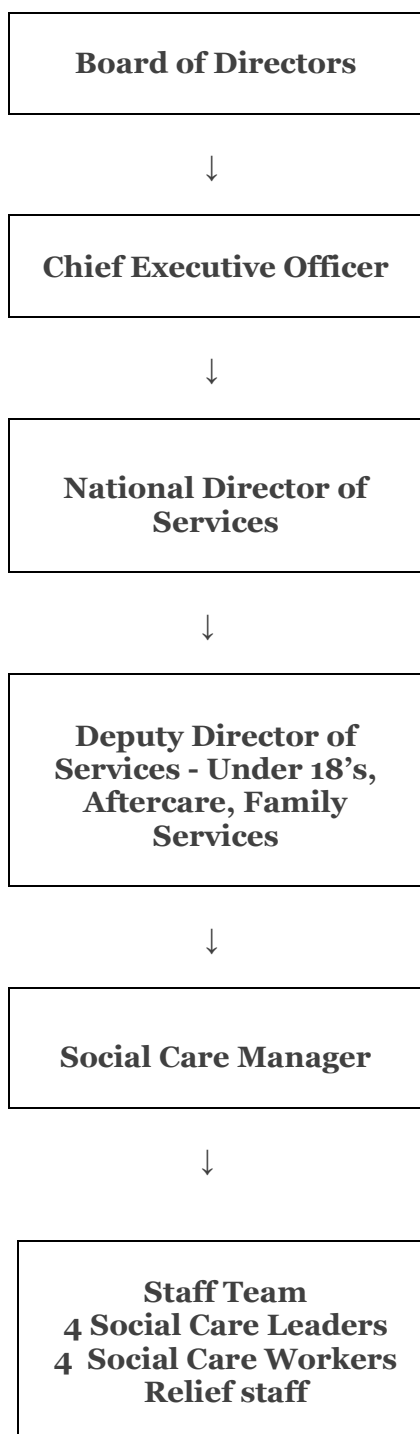 Board of Directors
↓
Chief Executive Officer
↓
National Director of
Services
↓
Deputy Director of
Services - Under 18’s,
Aftercare, Family
Services
↓
Social Care Manager
↓
Staff Team
4 Social Care Leaders
4  Social Care Workers
Relief staff